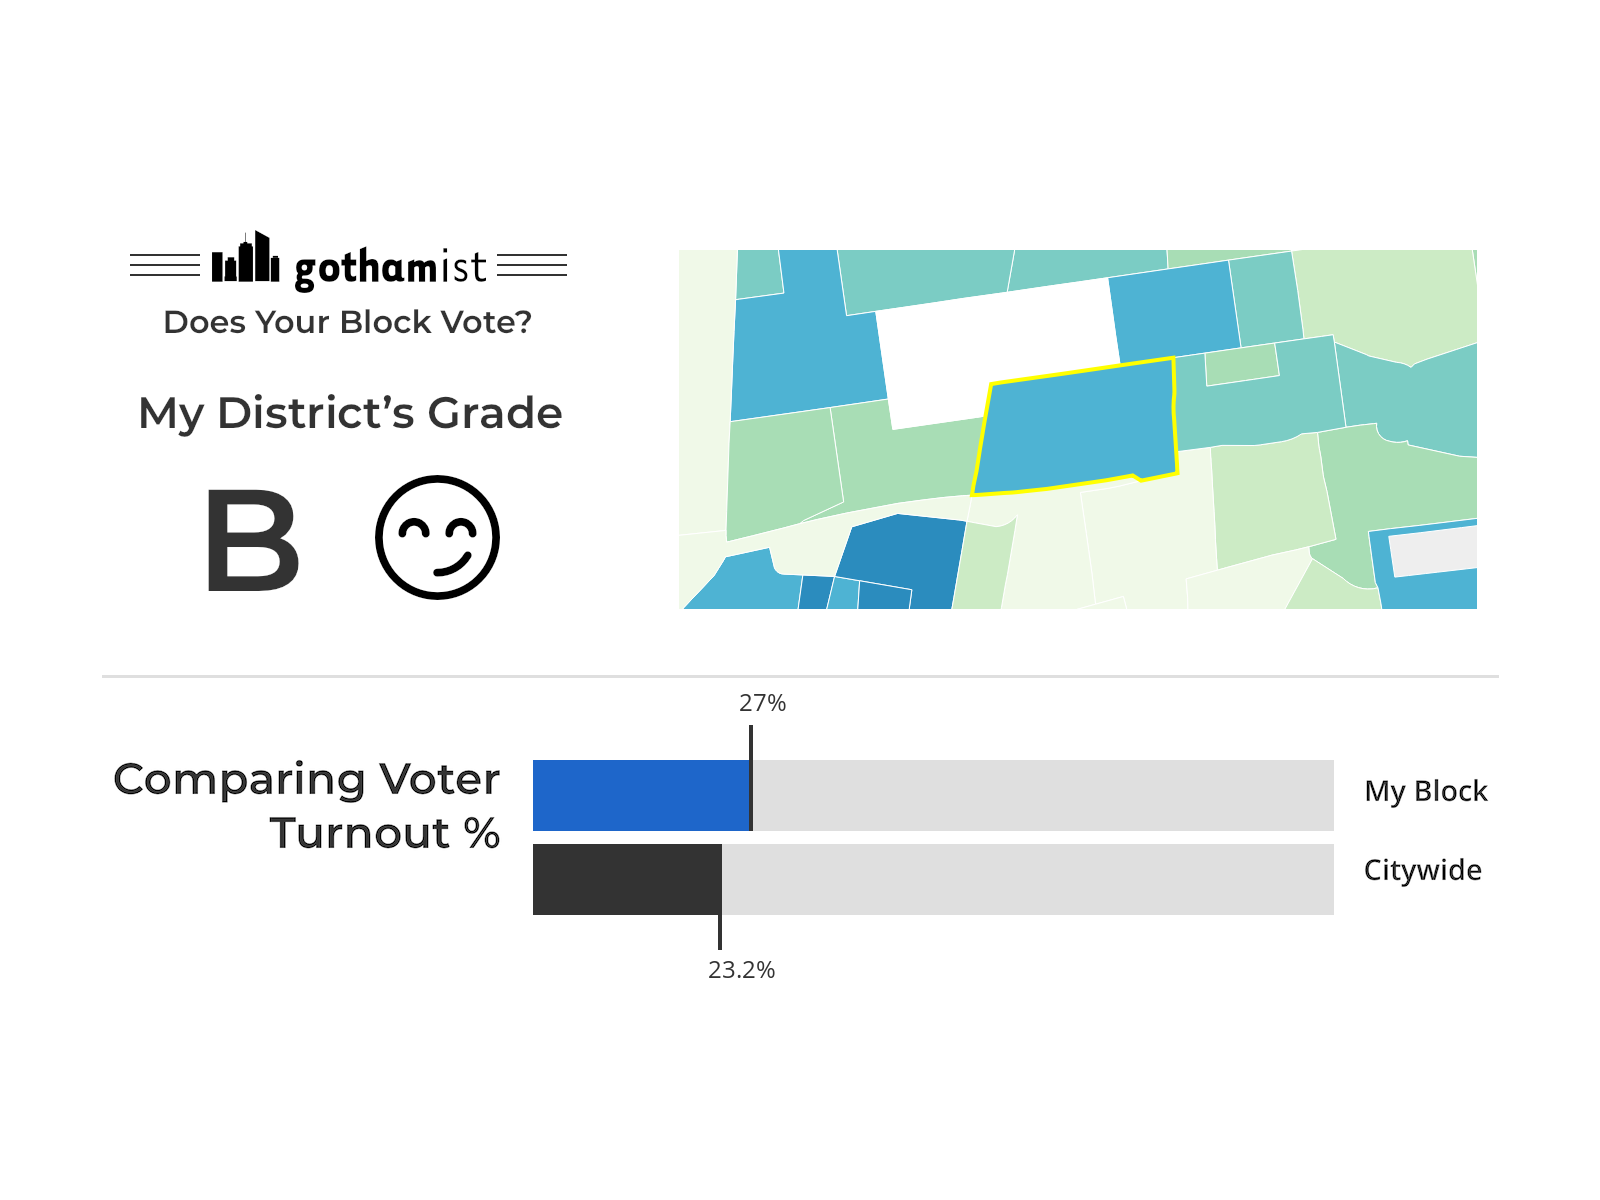 gothamist
Does Your Block Vote?
My District’s Grade
B
27%
Comparing Voter
Turnout %
My Block
Citywide
23.2%